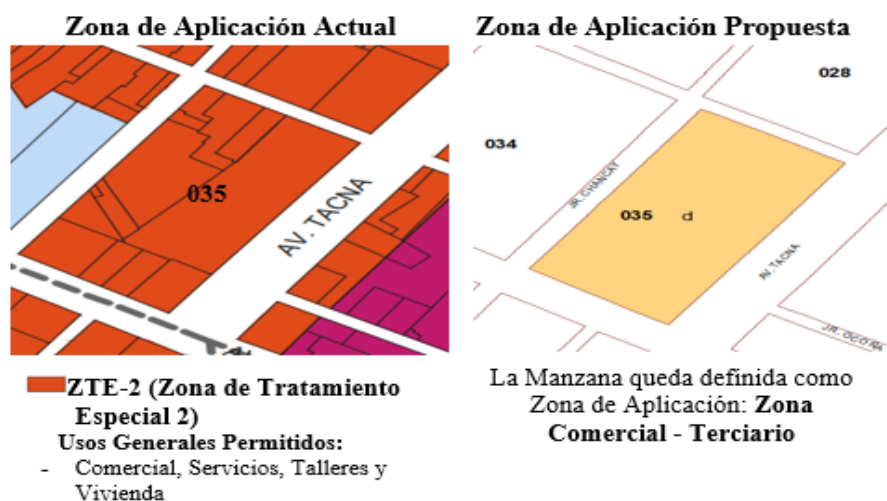 Zona de Aplicación Actual
035
AV. TACNA
ZTE-2 (Zona de Tratamiento
Especial 2)
Usos Generales Permitidos:
- Comercial, Servicios, Talleres y
Vivienda
Zona de Aplicación Propuesta
028
034
JR. CHANCAY
035 d
AV. TACNA
JR. OCOÑA
La Manzana queda definida como
Zona de Aplicación: Zona
Comercial - Terciario